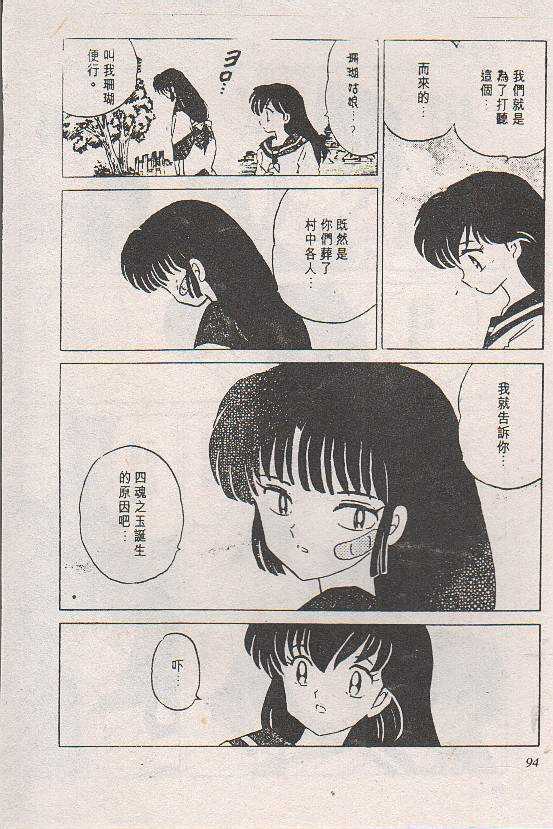 我們就是
為了打聽
這個…
而來的…
珊瑚姑娘…?
ヨロ…
叫我珊瑚
便行。
既然是
你們葬了
村中各人…
我就告訴你…
四魂之玉誕生
的原因吧…
吓…
94